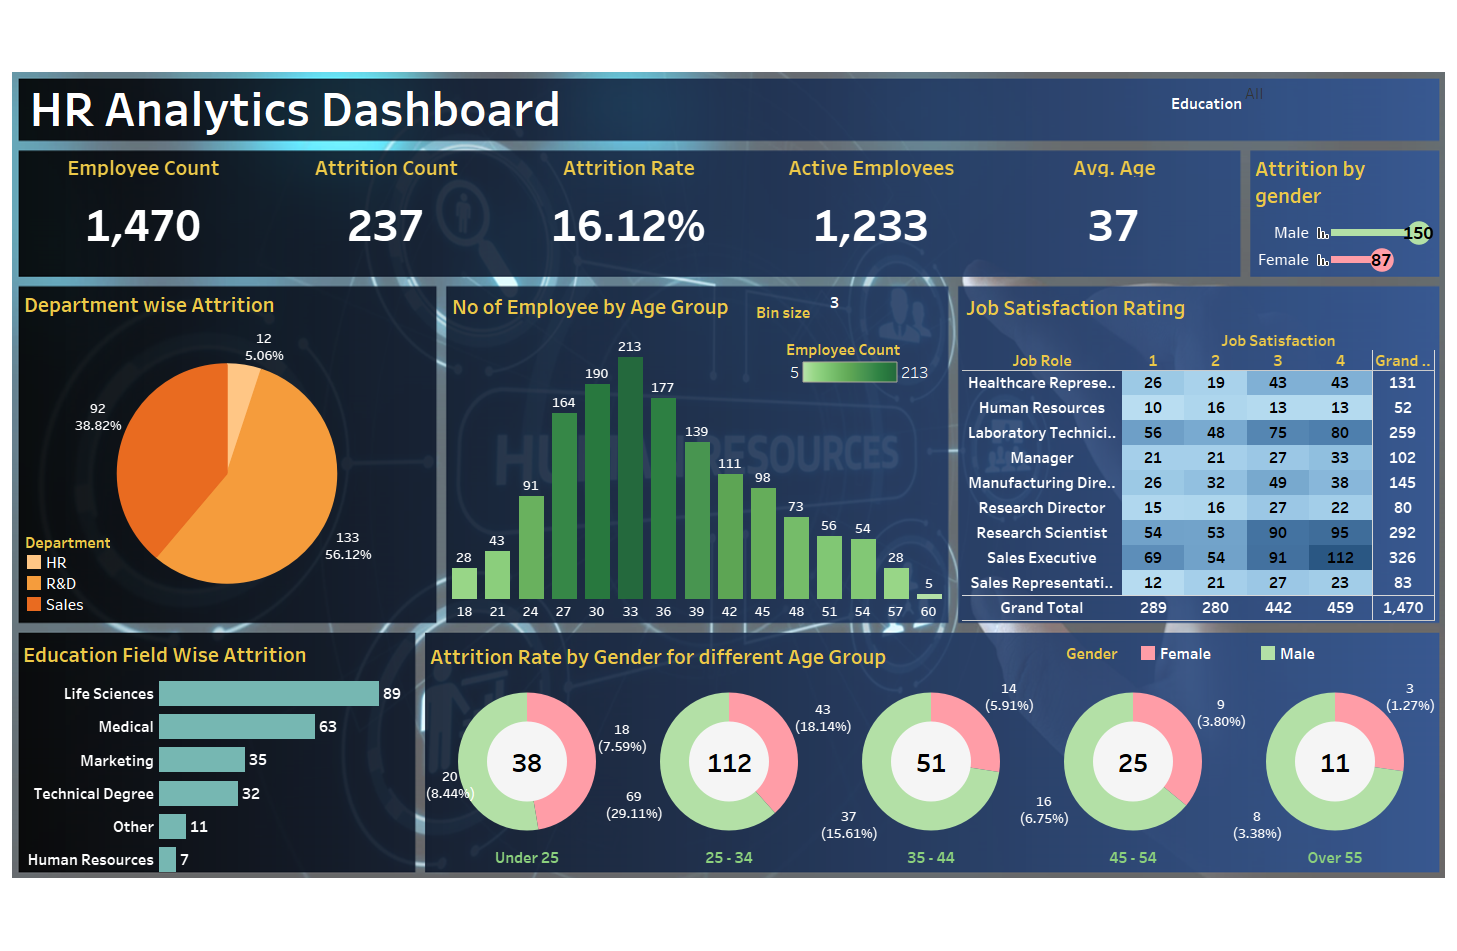 HR Analytics Dashboard
Education All
Employee Count
1,470
Attrition Count
237
Attrition Rate
16.12%
Active Employees
1,233
Avg. Age
37
Attrition by
gender
Male 150
Female 87
Department wise Attrition
12
5.06%
92
38.82%
133
56.12%
Department
HR
R&D
Sales
No of Employee by Age Group
Bin size 3
Employee Count
5 213
28 43 91 164 190 213 177 139 111 98 73 56 54 28 5
18 21 24 27 30 33 36 39 42 45 48 51 54 57 60
HUMAN RESOURCES
Job Satisfaction Rating
Job Satisfaction
Job Role 1 2 3 4 Grand ..
Healthcare Represe.. 26 19 43 43 131
Human Resources 10 16 13 13 52
Laboratory Technici.. 56 48 75 80 259
Manager 21 21 27 33 102
Manufacturing Dire.. 26 32 49 38 145
Research Director 15 16 27 22 80
Research Scientist 54 53 90 95 292
Sales Executive 69 54 91 112 326
Sales Representati.. 12 21 27 23 83
Grand Total 289 280 442 459 1,470
Education Field Wise Attrition
Life Sciences 89
Medical 63
Marketing 35
Technical Degree 32
Other 11
Human Resources 7
Attrition Rate by Gender for different Age Group
Gender Female Male
38
18
(7.59%)
20
(8.44%)
Under 25
112
43
(18.14%)
69
(29.11%)
25 - 34
51
14
(5.91%)
37
(15.61%)
35 - 44
25
9
(3.80%)
16
(6.75%)
45 - 54
11
3
(1.27%)
8
(3.38%)
Over 55